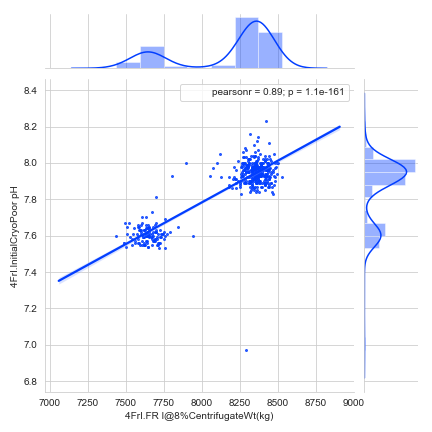 pearsonr = 0.89; p = 1.1e-161
8.4
8.2
8.0
7.8
7.6
7.4
7.2
7.0
6.8
4FrI.InitialCryoPoor pH
7000 7250 7500 7750 8000 8250 8500 8750 9000
4FrI.FR I@8%CentrifugateWt(kg)